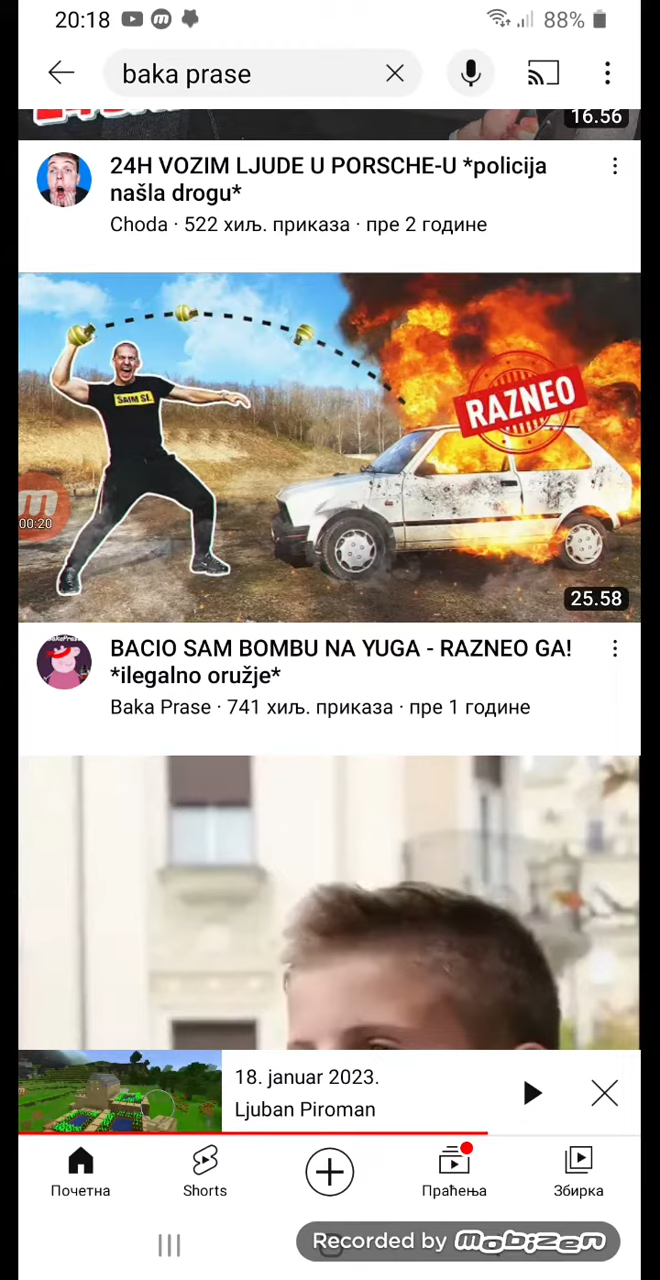 20:18
88%
baka prase
16.56
24H VOZIM LJUDE U PORSCHE-U *policija
našla drogu*
Choda · 522 хиљ. приказа · пре 2 године
SAIM SE.
RAZNEO
00:20
25.58
BACIO SAM BOMBU NA YUGA - RAZNEO GA!
*ilegalno oružje*
Baka Prase · 741 хиљ. приказа · пре 1 године
18. januar 2023.
Ljuban Piroman
Почетна
Shorts
Праћења
Збирка
Recorded by mobizen